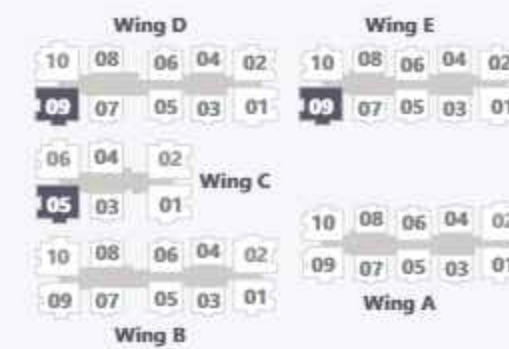 Wing D Wing E
10 08 06 04 02 10 08 06 04 02
09 07 05 03 01 09 07 05 03 01
06 04 02
Wing C
05 03 01
10 08 06 04 02
10 08 06 04 02
09 07 05 03 01
09 07 05 03 01
Wing A
Wing B